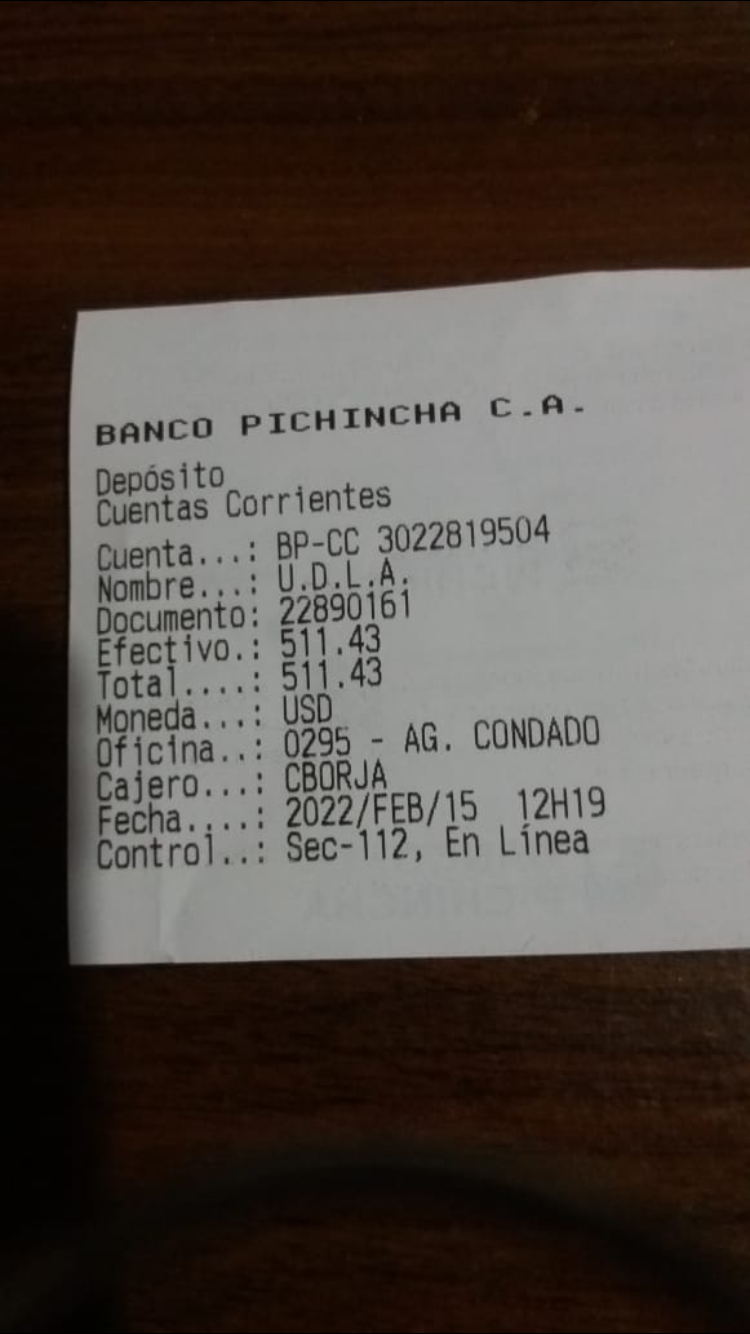 BANCO PICHINCHA C.A.
Depósito
Cuentas Corrientes
Cuenta...: BP-CC 3022819504
Nombre...: U.D.L.A.
Documento: 22890161
Efectivo.: 511.43
Total....: 511.43
Moneda...: USD
Oficina..: 0295 - AG. CONDADO
Cajero...: CBORJA
Fecha....: 2022/FEB/15 12H19
Control..: Sec-112, En Línea